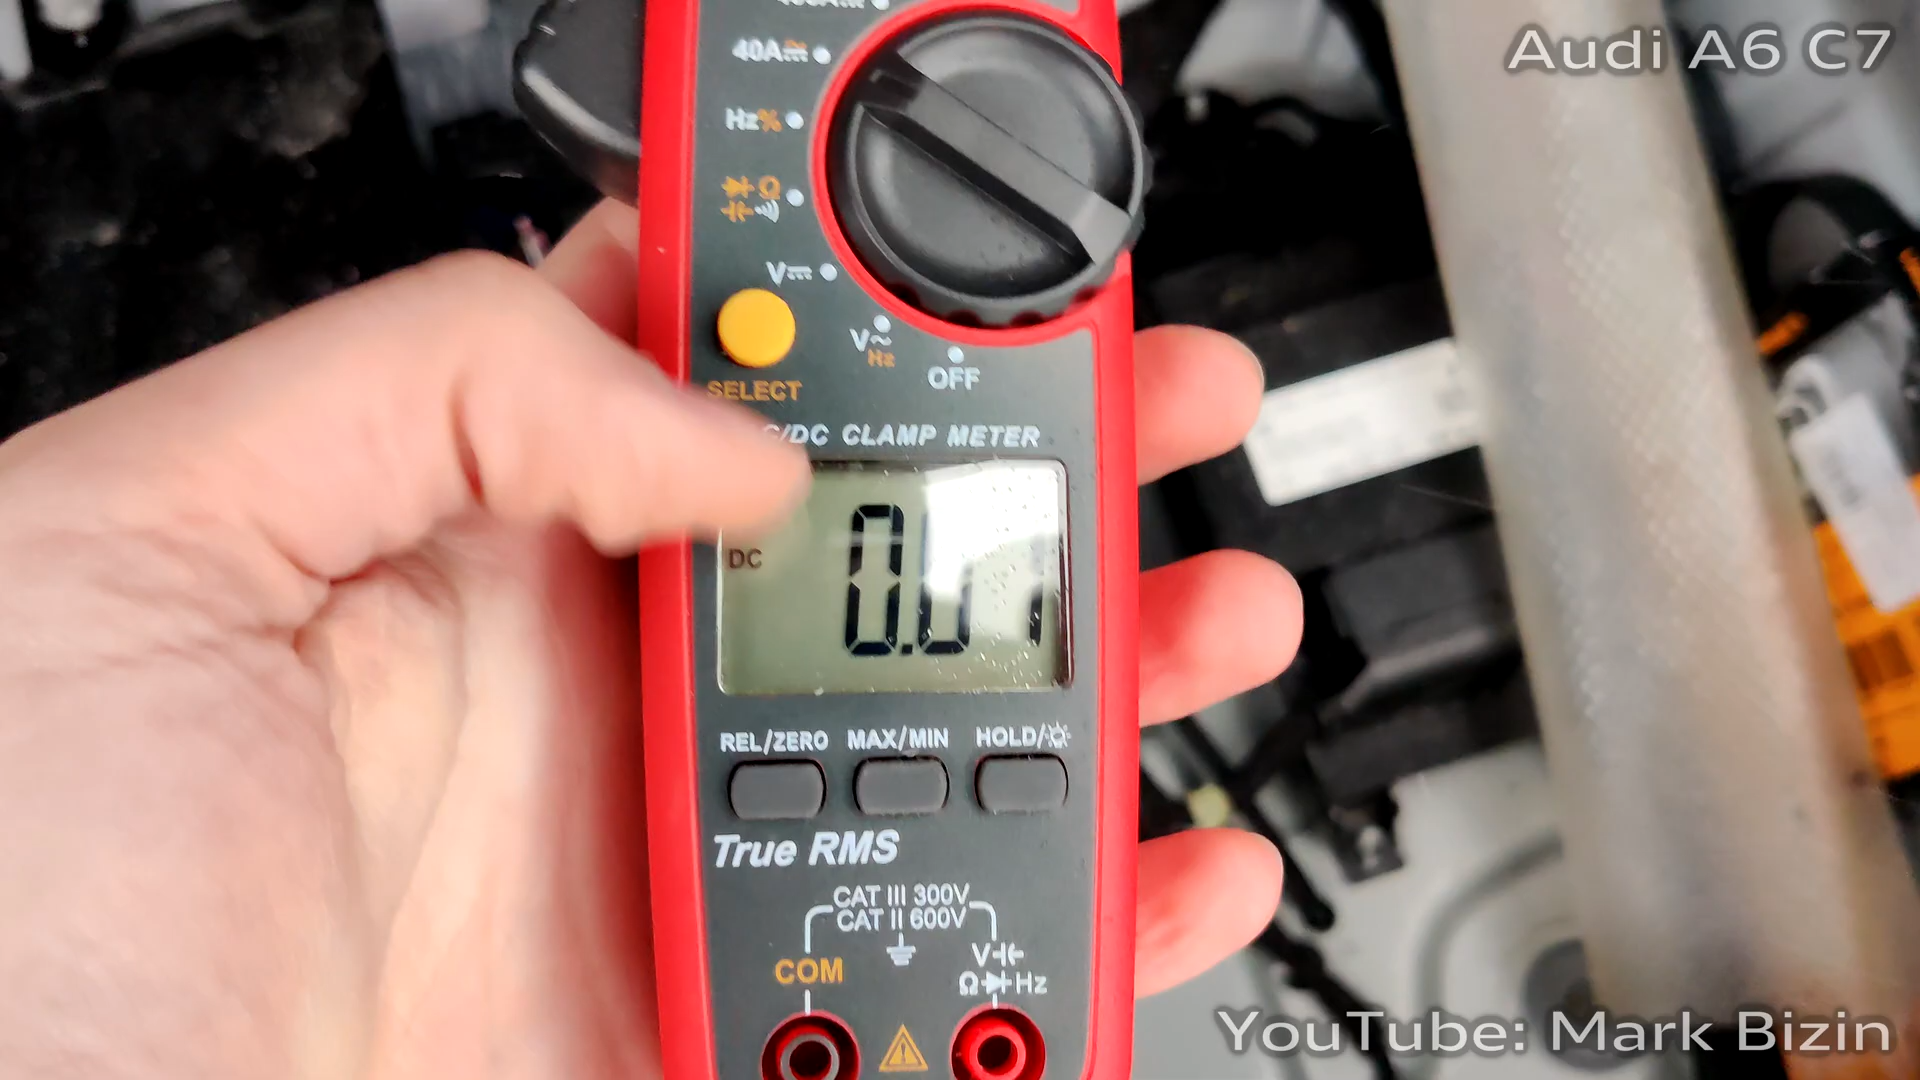 Audi A6 C7
40A
Hz%
Ω
V
V~
Hz
OFF
SELECT
/DC CLAMP METER
DC
REL/ZERO MAX/MIN HOLD/
True RMS
CAT III 300V
CAT II 600V
COM
V
Ω Hz
YouTube: Mark Bizin